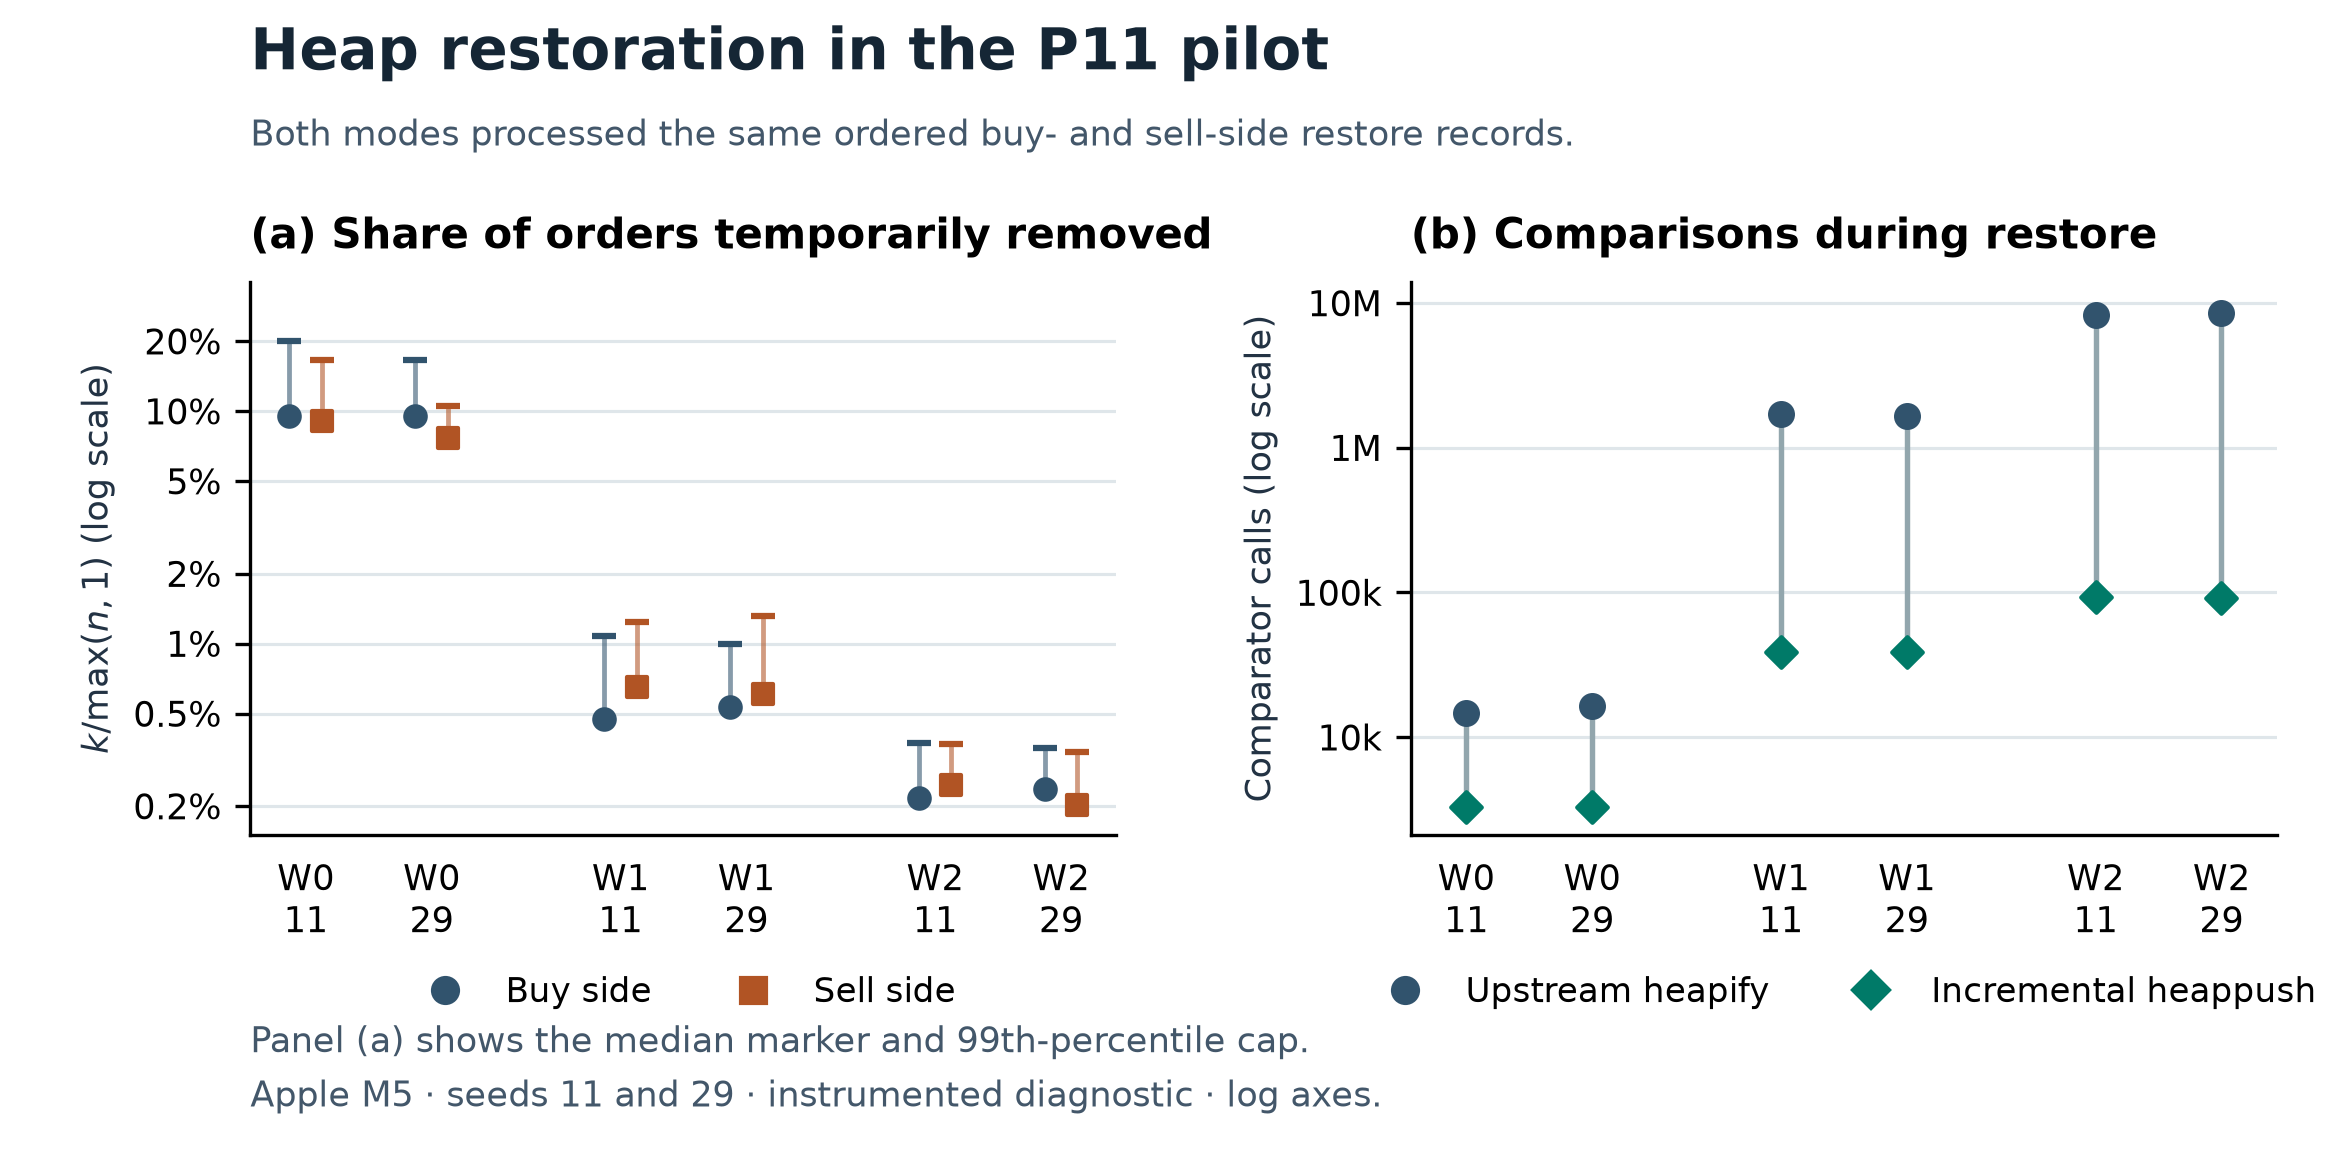 Heap restoration in the P11 pilot
Both modes processed the same ordered buy- and sell-side restore records.
(a) Share of orders temporarily removed
k/max(n, 1) (log scale)
20%
10%
5%
2%
1%
0.5%
0.2%
W0 W0 W1 W1 W2 W2
11 29 11 29 11 29
Buy side Sell side
(b) Comparisons during restore
Comparator calls (log scale)
10M
1M
100k
10k
W0 W0 W1 W1 W2 W2
11 29 11 29 11 29
Upstream heapify Incremental heappush
Panel (a) shows the median marker and 99th-percentile cap.
Apple M5 · seeds 11 and 29 · instrumented diagnostic · log axes.